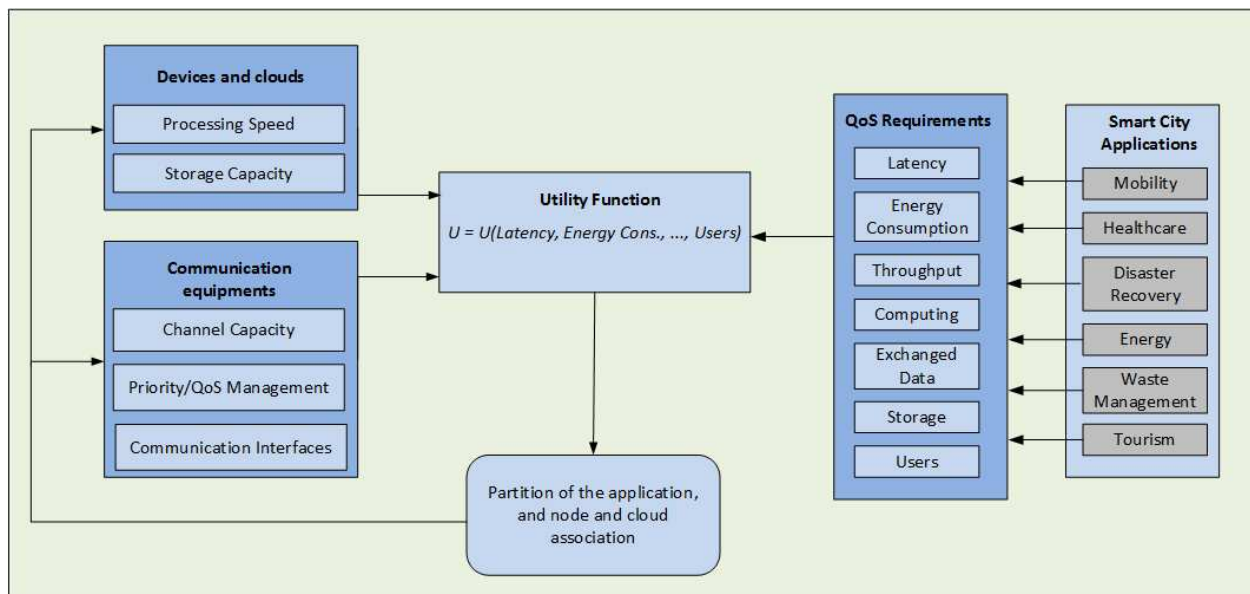 Devices and clouds
Processing Speed
Storage Capacity
Communication
equipments
Channel Capacity
Priority/QoS Management
Communication Interfaces
Utility Function
U = U(Latency, Energy Cons., ..., Users)
Partition of the application,
and node and cloud
association
QoS Requirements
Latency
Energy
Consumption
Throughput
Computing
Exchanged
Data
Storage
Users
Smart City
Applications
Mobility
Healthcare
Disaster
Recovery
Energy
Waste
Management
Tourism